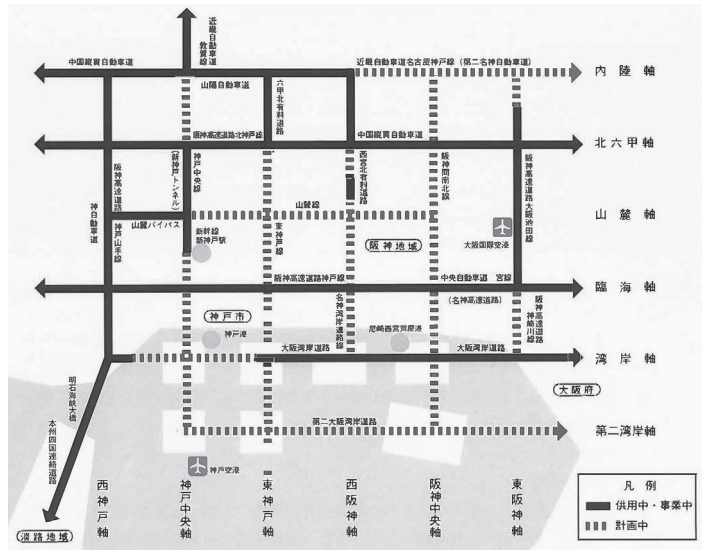 近畿自動車道
敦賀線
中国縦貫自動車道
近畿自動車道名古屋神戸線(第二名神自動車道)
内陸軸
山陽自動車道
六甲北有料道路
阪神高速道路北神戸線
中国縦貫自動車道
北六甲軸
阪神高速道路
神戸山手線
(新神戸トンネル)
神戸中央線
西宮北有料道路
阪神間南北線
阪神高速道路大阪池田線
神自動車道
山麓線
山麓軸
山麓バイパス
新幹線
新神戸駅
東神戸線
阪神地域
大阪国際空港
阪神高速道路神戸線
中央自動車道 宮線
臨海軸
(名神高速道路)
名神湾岸道路線
阪神高速道路
神崎川線
神戸市
神戸港
尼崎西宮芦屋港
大阪湾岸道路
大阪湾岸道路
湾岸軸
明石海峡大橋
大阪府
本州四国連絡道路
第二大阪湾岸道路
第二湾岸軸
神戸空港
西神戸軸
神戸中央軸
東神戸軸
西阪神軸
阪神中央軸
東阪神軸
凡例
供用中・事業中
計画中
淡路地域